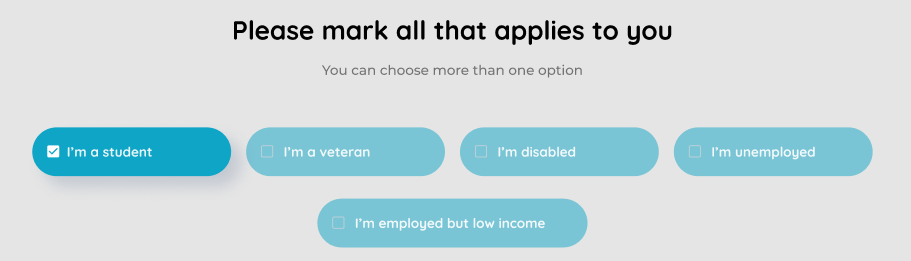 Please mark all that applies to you
You can choose more than one option
I'm a student
I'm a veteran
I'm disabled
I'm unemployed
I'm employed but low income